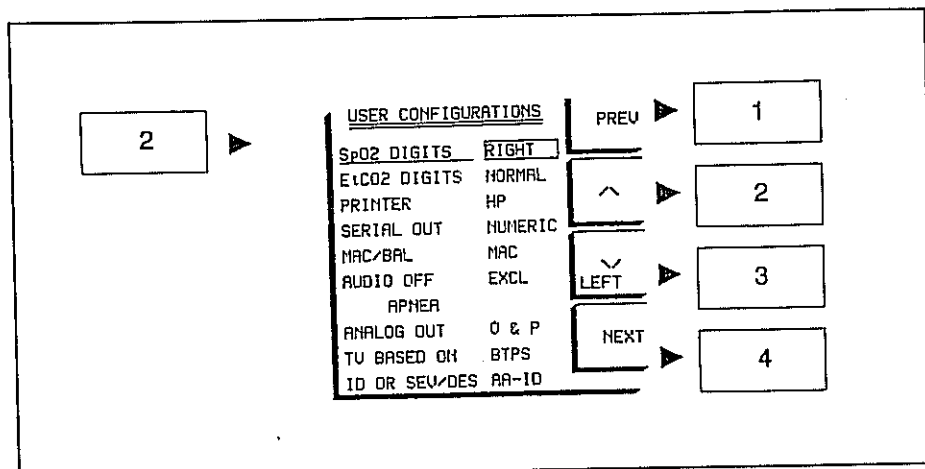 USER CONFIGURATIONS
PREV
1
2
SpO2 DIGITS RIGHT
EtCO2 DIGITS NORMAL
^
2
PRINTER HP
SERIAL OUT NUMERIC
MAC/BAL MAC
AUDIO OFF EXCL
LEFT
3
APNEA
ANALOG OUT & P
NEXT
TV BASED ON BTPS
4
ID OR SEV/DES AA-ID